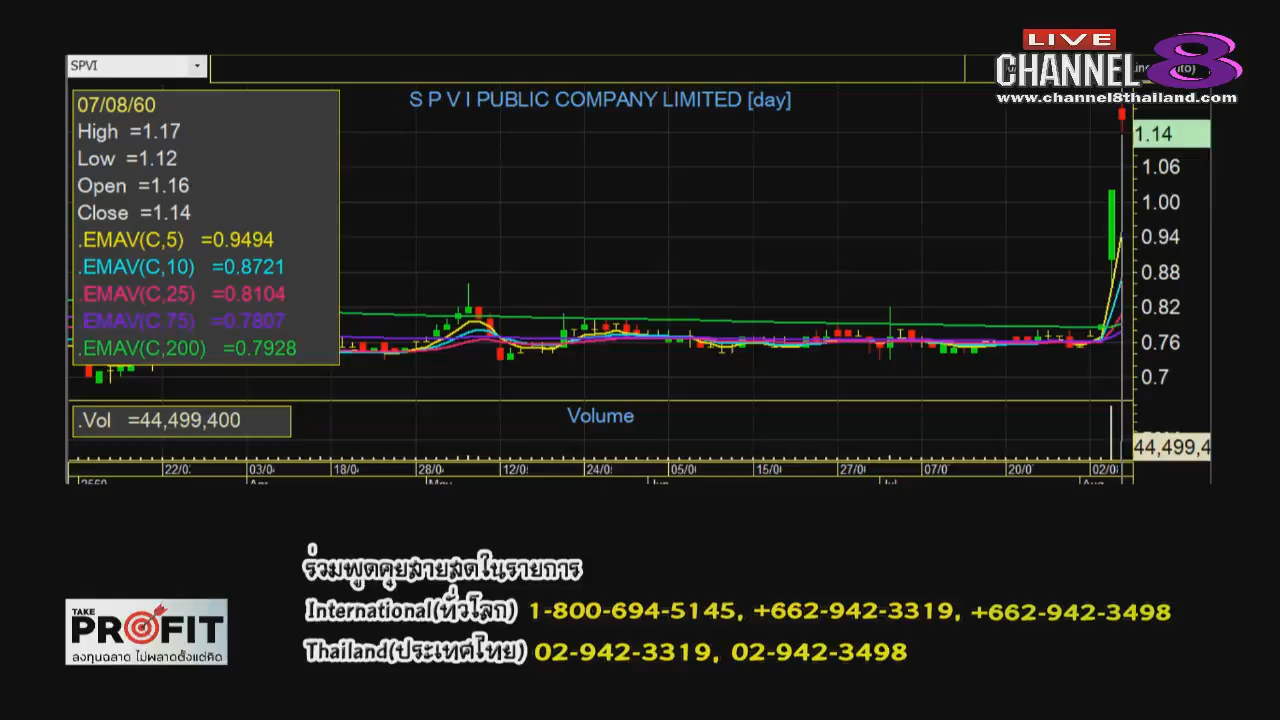 LIVE
CHANNEL 8
www.channel8thailand.com
SPVI
S P V I PUBLIC COMPANY LIMITED [day]
07/08/60
High =1.17
Low =1.12
Open =1.16
Close =1.14
.EMAV(C,5) =0.9494
.EMAV(C,10) =0.8721
.EMAV(C,25) =0.8104
.EMAV(C,75) =0.7807
.EMAV(C,200) =0.7928
1.14
1.06
1.00
0.94
0.88
0.82
0.76
0.7
.Vol =44,499,400
Volume
44,499,4
22/0 03/0 18/0 28/0 12/0 24/0 05/0 15/0 27/0 07/0 20/0 02/0
2560 Apr May Jun Jul Aug
ร่วมพูดคุยสายสดในรายการ
International(ทั่วโลก) 1-800-694-5145, +662-942-3319, +662-942-3498
Thailand(ประเทศไทย) 02-942-3319, 02-942-3498
TAKE
PROFIT
ลงทุนฉลาด ไม่พลาดตั้งแต่คิด